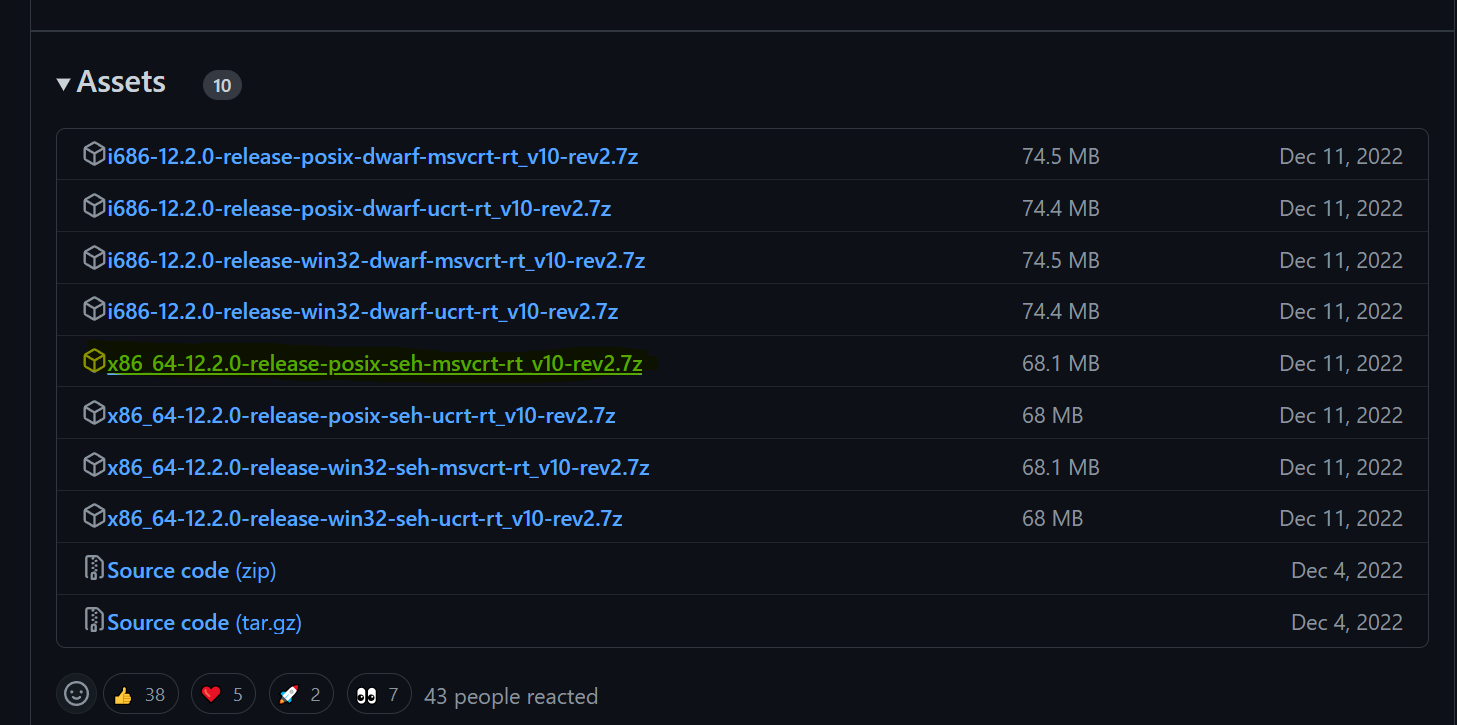 Assets 10
i686-12.2.0-release-posix-dwarf-msvcrt-rt_v10-rev2.7z 74.5 MB Dec 11, 2022
i686-12.2.0-release-posix-dwarf-ucrt-rt_v10-rev2.7z 74.4 MB Dec 11, 2022
i686-12.2.0-release-win32-dwarf-msvcrt-rt_v10-rev2.7z 74.5 MB Dec 11, 2022
i686-12.2.0-release-win32-dwarf-ucrt-rt_v10-rev2.7z 74.4 MB Dec 11, 2022
x86_64-12.2.0-release-posix-seh-msvcrt-rt_v10-rev2.7z 68.1 MB Dec 11, 2022
x86_64-12.2.0-release-posix-seh-ucrt-rt_v10-rev2.7z 68 MB Dec 11, 2022
x86_64-12.2.0-release-win32-seh-msvcrt-rt_v10-rev2.7z 68.1 MB Dec 11, 2022
x86_64-12.2.0-release-win32-seh-ucrt-rt_v10-rev2.7z 68 MB Dec 11, 2022
Source code (zip) Dec 4, 2022
Source code (tar.gz) Dec 4, 2022
38 5 2 7 43 people reacted